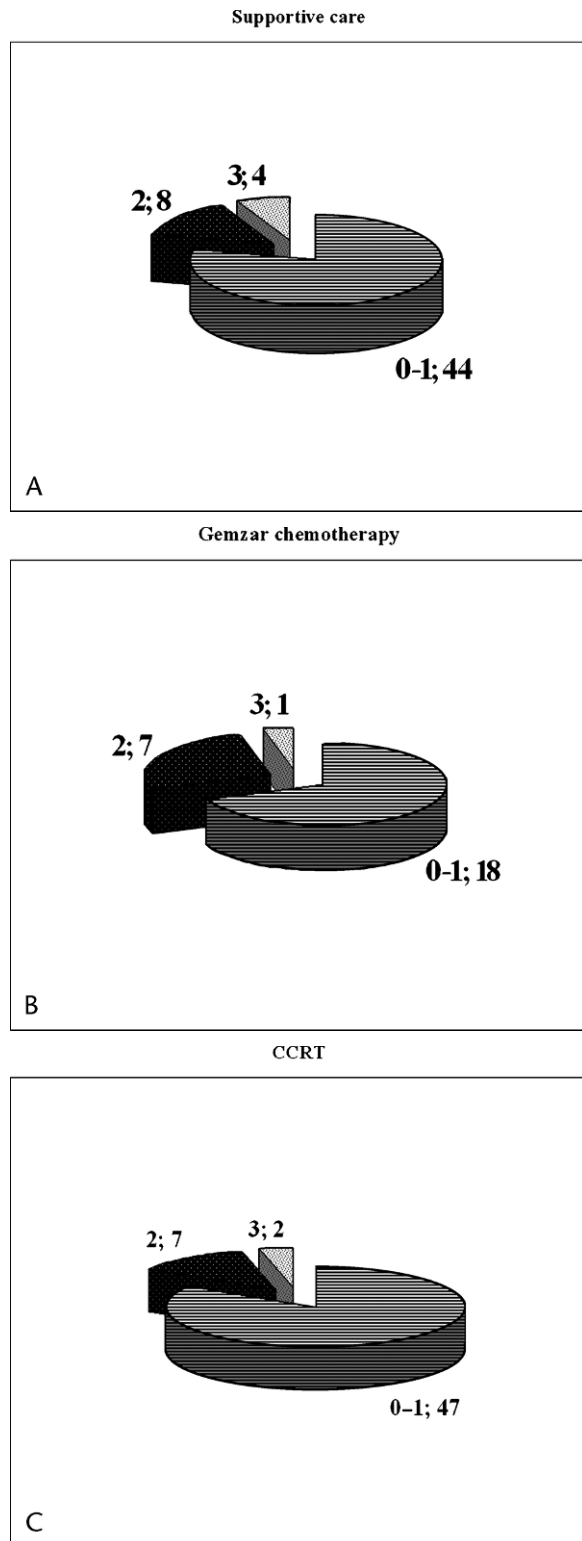 Supportive care
3; 4
2; 8
0-1; 44
A
Gemzar chemotherapy
3; 1
2; 7
0-1; 18
B
CCRT
2; 7
3; 2
0–1; 47
C